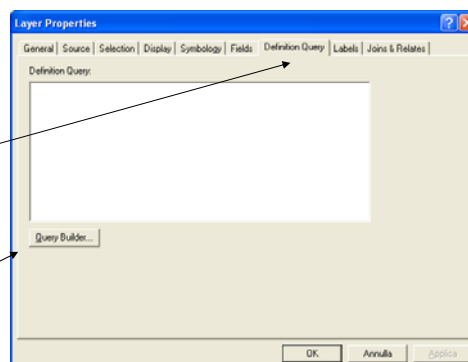 Layer Properties
General Source Selection Display Symbology Fields Definition Query Labels Joins & Relates
Definition Query:
Query Builder...
OK Annulla Applica